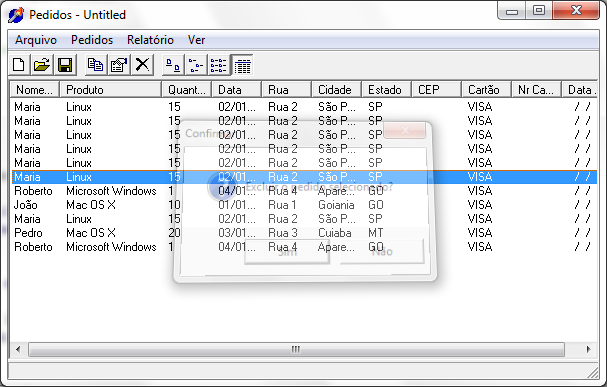 Pedidos - Untitled
Arquivo Pedidos Relatório Ver
Nome... Produto Quant... Data Rua Cidade Estado CEP Cartão Nr Ca... Data
Maria Linux 15 02/01... Rua 2 São P... SP VISA / /
Maria Linux 15 02/01... Rua 2 São P... SP VISA / /
Maria Linux 15 02/01... Rua 2 São P... SP VISA / /
Maria Linux 15 02/01... Rua 2 São P... SP VISA / /
Maria Linux 15 02/01... Rua 2 São P... SP VISA / /
Maria Linux 15 02/01... Rua 2 São P... SP VISA / /
Roberto Microsoft Windows 1 04/01... Rua 4 Apare... GO VISA / /
João Mac OS X 10 01/01... Rua 1 Goiania GO VISA / /
Maria Linux 15 02/01... Rua 2 São P... SP VISA / /
Pedro Mac OS X 20 03/01... Rua 3 Cuiaba MT VISA / /
Roberto Microsoft Windows 1 04/01... Rua 4 Apare... GO VISA / /
Confirma
Excluir o pedido selecionado?
Sim Não